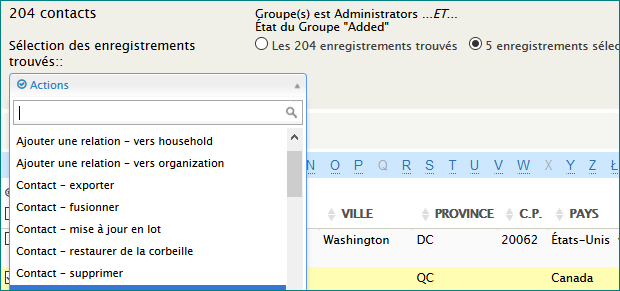 204 contacts
Groupe(s) est Administrators ...ET...
État du Groupe "Added"
Sélection des enregistrements trouvés::
Les 204 enregistrements trouvés
5 enregistrements sélec
Actions
Ajouter une relation – vers household
Ajouter une relation – vers organization
Contact – exporter
Contact – fusionner
Contact – mise à jour en lot
Contact – restaurer de la corbeille
Contact – supprimer
N O P Q R S T U V W X Y Z Ł
VILLE PROVINCE C.P. PAYS
Washington DC 20062 États-Unis
QC Canada